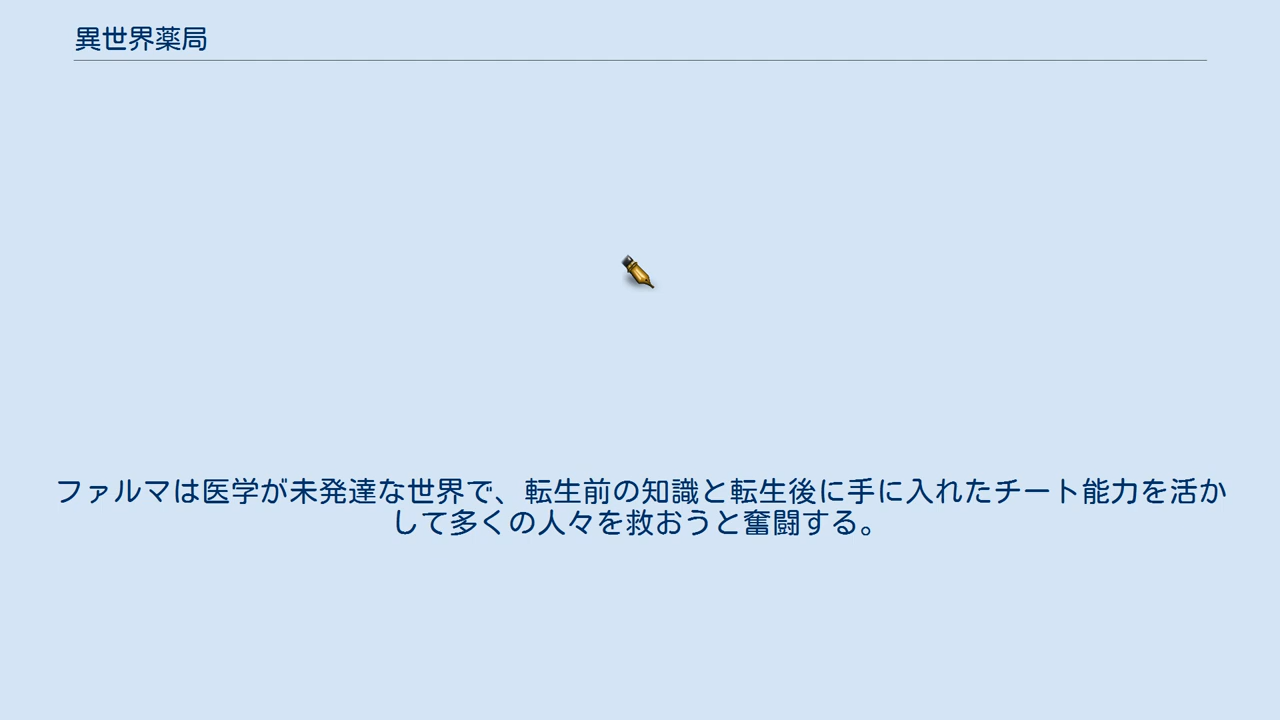 異世界薬局
ファルマは医学が未発達な世界で、転生前の知識と転生後に手に入れたチート能力を活か
して多くの人々を救おうと奮闘する。